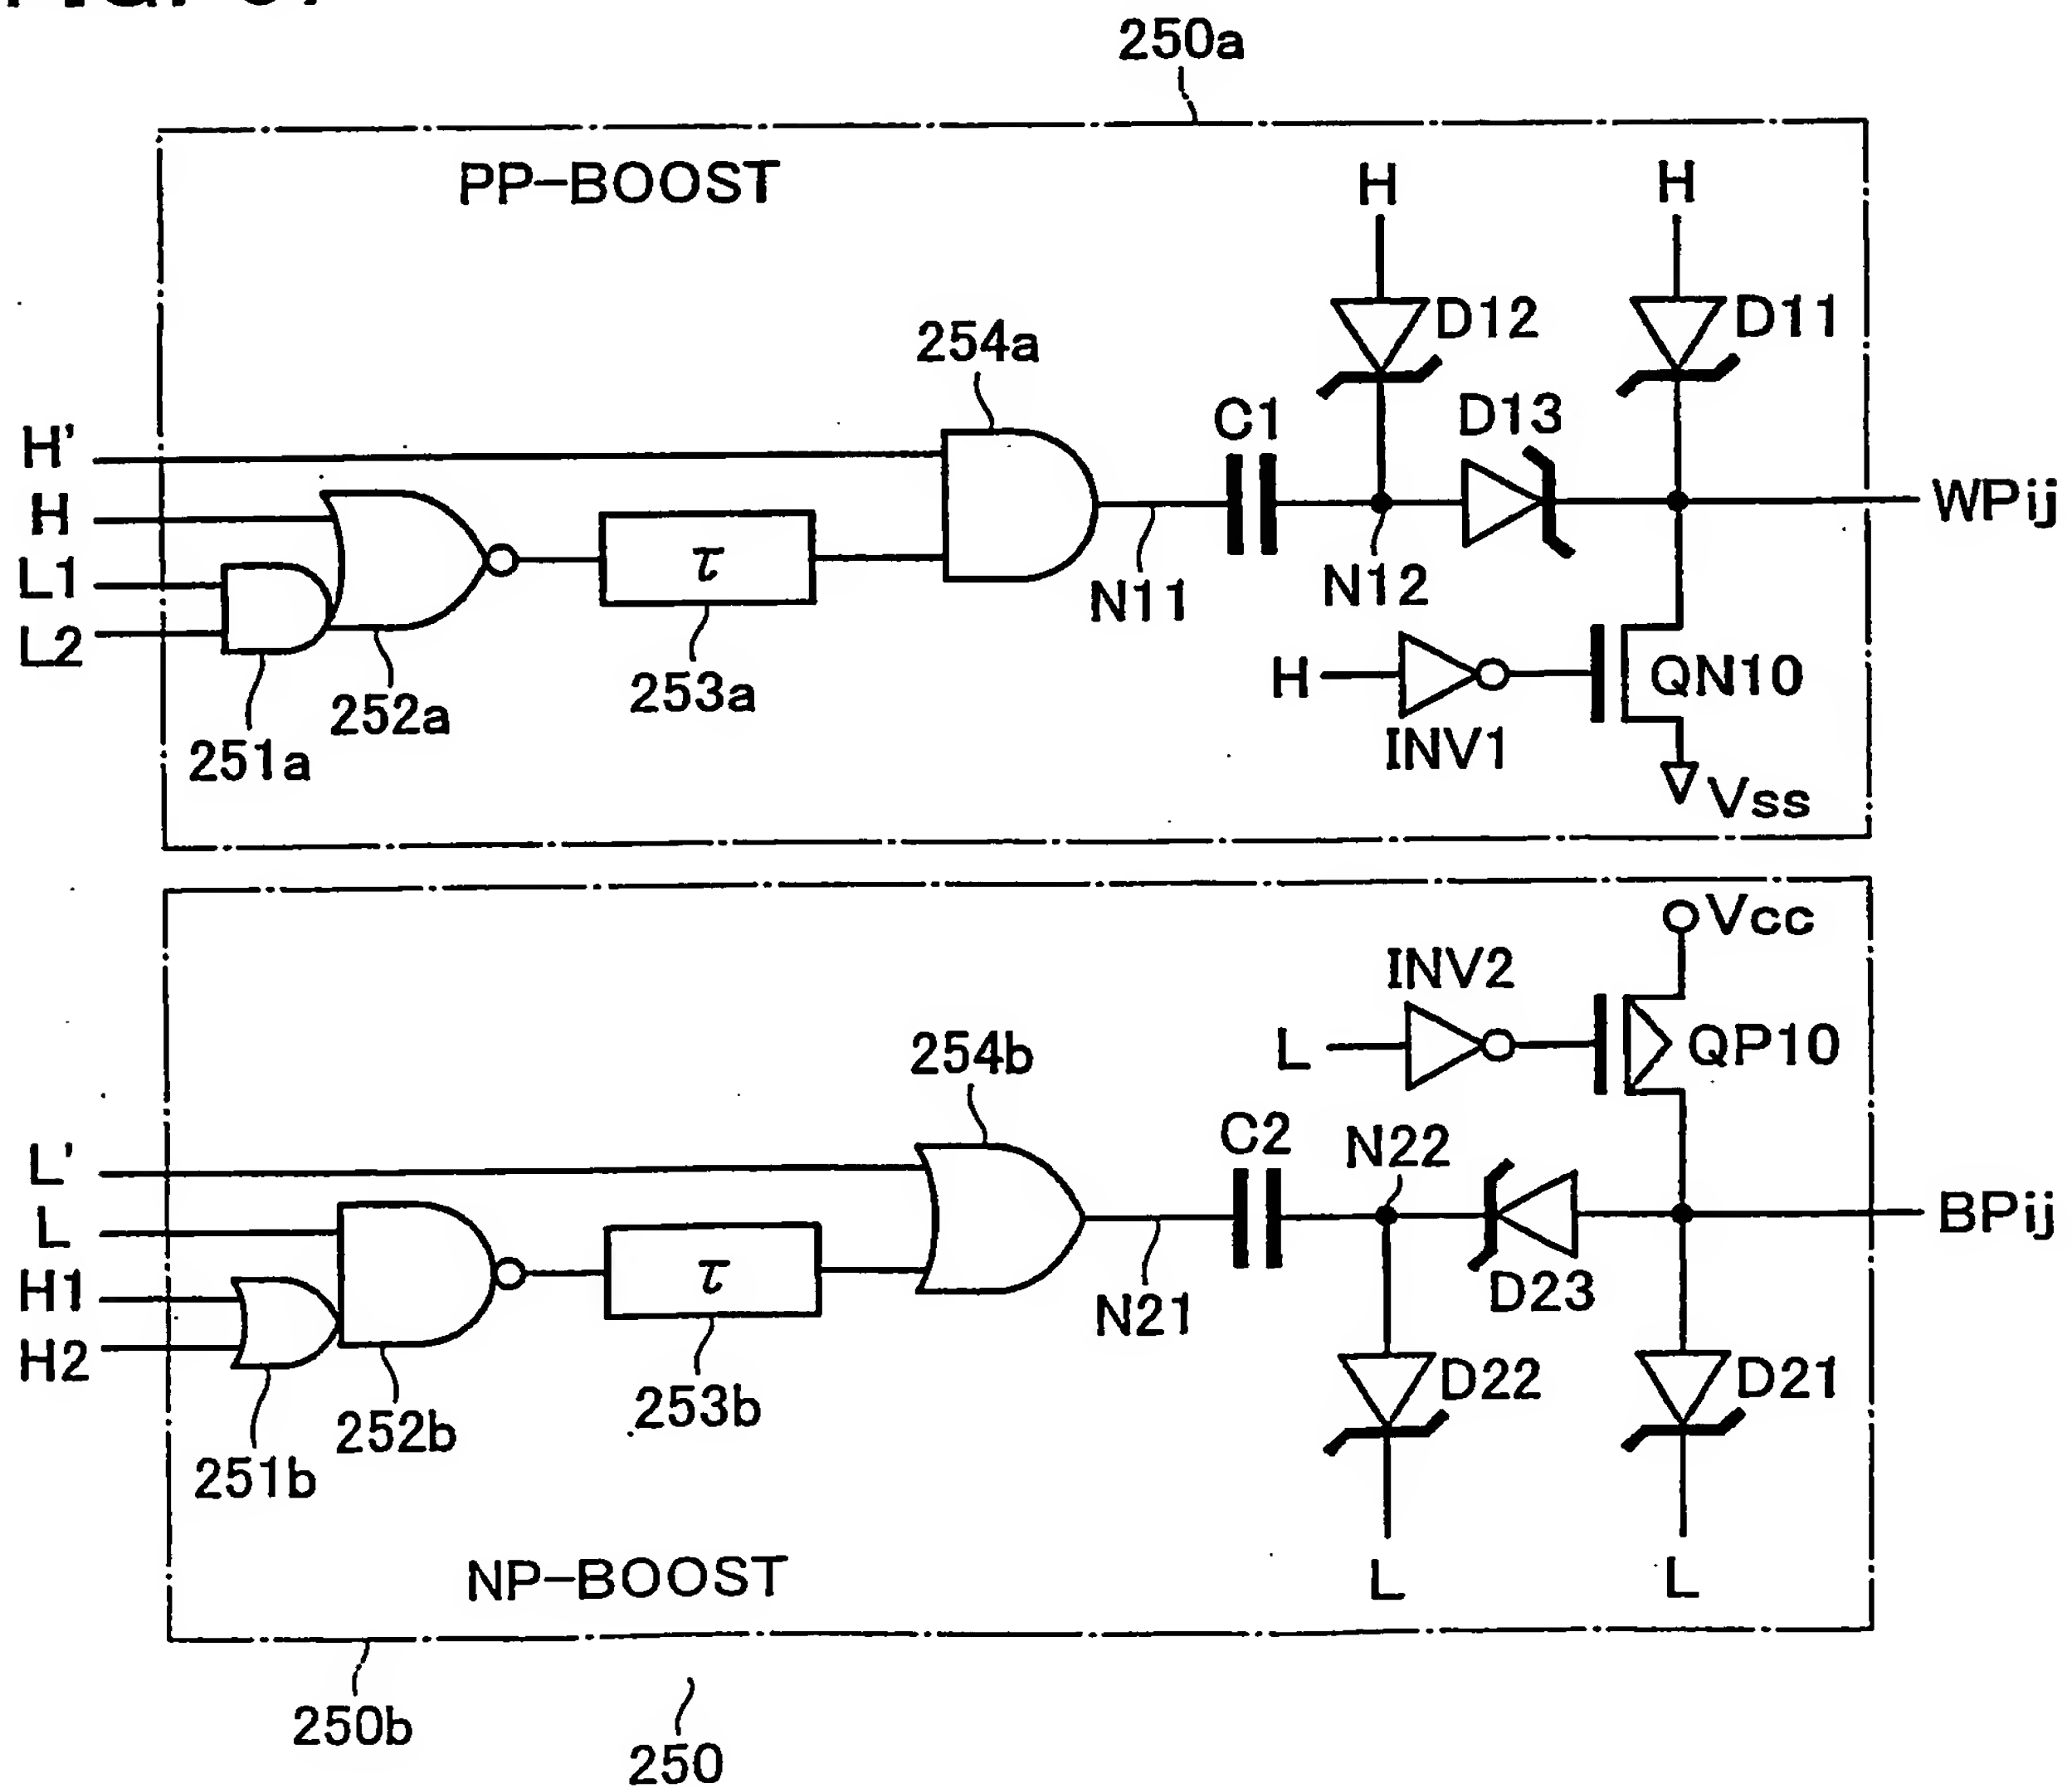 250a
PP-BOOST
H
H
D12
D11
254a
C1
D13
H'
H
L1
L2
τ
N11
N12
WPij
H
INV1
QN10
Vss
251a
252a
253a
Vcc
INV2
L
QP10
254b
C2
N22
L'
L
H1
H2
τ
N21
D23
BPij
D22
D21
251b
252b
253b
NP-BOOST
L
L
250b
250